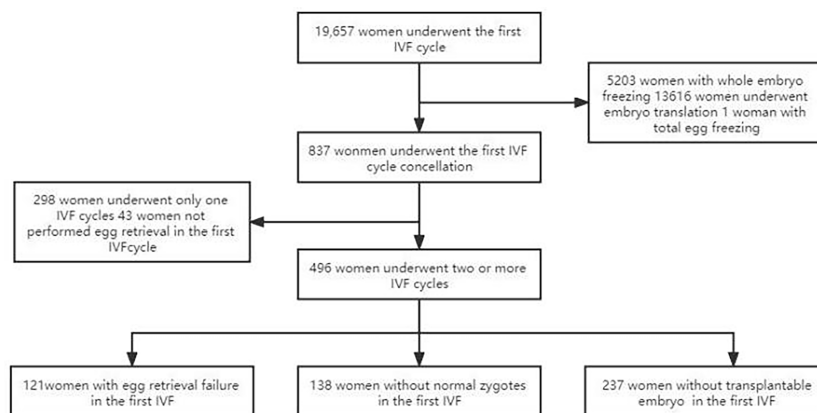 19,657 women underwent the first
IVF cycle
5203 women with whole embryo
freezing 13616 women underwent
embryo translation 1 woman with
total egg freezing
837 wonmen underwent the first IVF
cycle concellation
298 women underwent only one
IVF cycles 43 women not
performed egg retrieval in the first
IVFcycle
496 women underwent two or more
IVF cycles
121women with egg retrieval failure
in the first IVF
138 women without normal zygotes
in the first IVF
237 women without transplantable
embryo in the first IVF